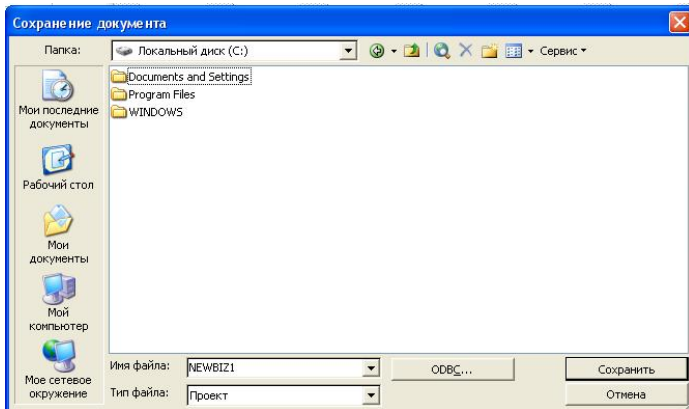 Сохранение документа
Папка:
Локальный диск (C:)
Сервис
Мои последние
документы
Рабочий стол
Мои
документы
Мой
компьютер
Мое сетевое
окружение
Documents and Settings
Program Files
WINDOWS
Имя файла:
NEWBIZ1
ODBC...
Сохранить
Тип файла:
Проект
Отмена